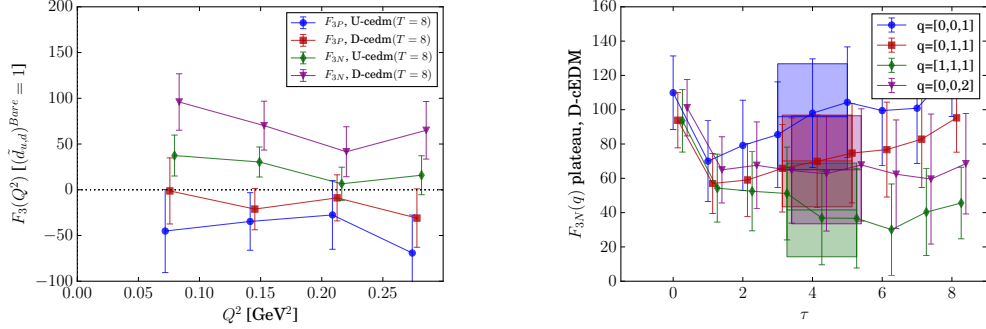 F₃(Q²) [(d̃ᵤ,d)^Bare = 1]
100
150
200
50
0
−50
−100
0.00
0.05
0.10
0.15
0.20
0.25
Q² [GeV²]
F₃P, U-cedm(T = 8)
F₃P, D-cedm(T = 8)
F₃N, U-cedm(T = 8)
F₃N, D-cedm(T = 8)
F₃N(q) plateau, D-cEDM
160
140
120
100
80
60
40
20
0
0
2
4
6
8
τ
q=[0,0,1]
q=[0,1,1]
q=[1,1,1]
q=[0,0,2]